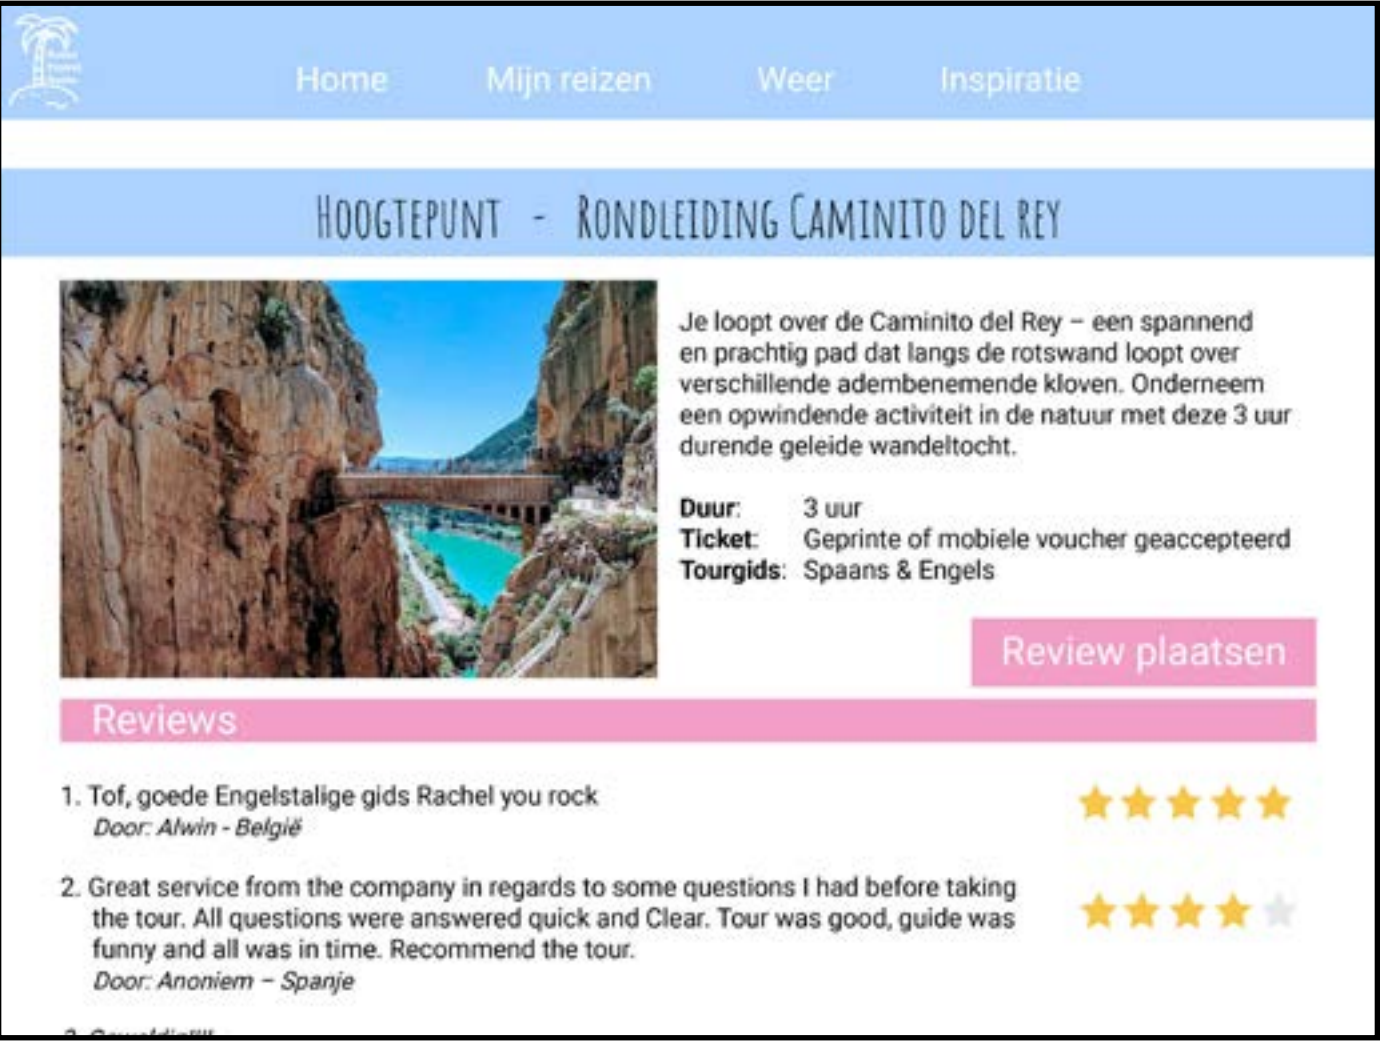 Home Mijn reizen Weer Inspiratie
Hoogtepunt - Rondleiding Caminito del rey
Je loopt over de Caminito del Rey – een spannend
en prachtig pad dat langs de rotswand loopt over
verschillende adembenemende kloven. Onderneem
een opwindende activiteit in de natuur met deze 3 uur
durende geleide wandeltocht.
Duur: 3 uur
Ticket: Geprinte of mobiele voucher geaccepteerd
Tourgids: Spaans & Engels
Review plaatsen
Reviews
1. Tof, goede Engelstalige gids Rachel you rock
Door: Alwin - België
2. Great service from the company in regards to some questions I had before taking
the tour. All questions were answered quick and Clear. Tour was good, guide was
funny and all was in time. Recommend the tour.
Door: Anoniem – Spanje